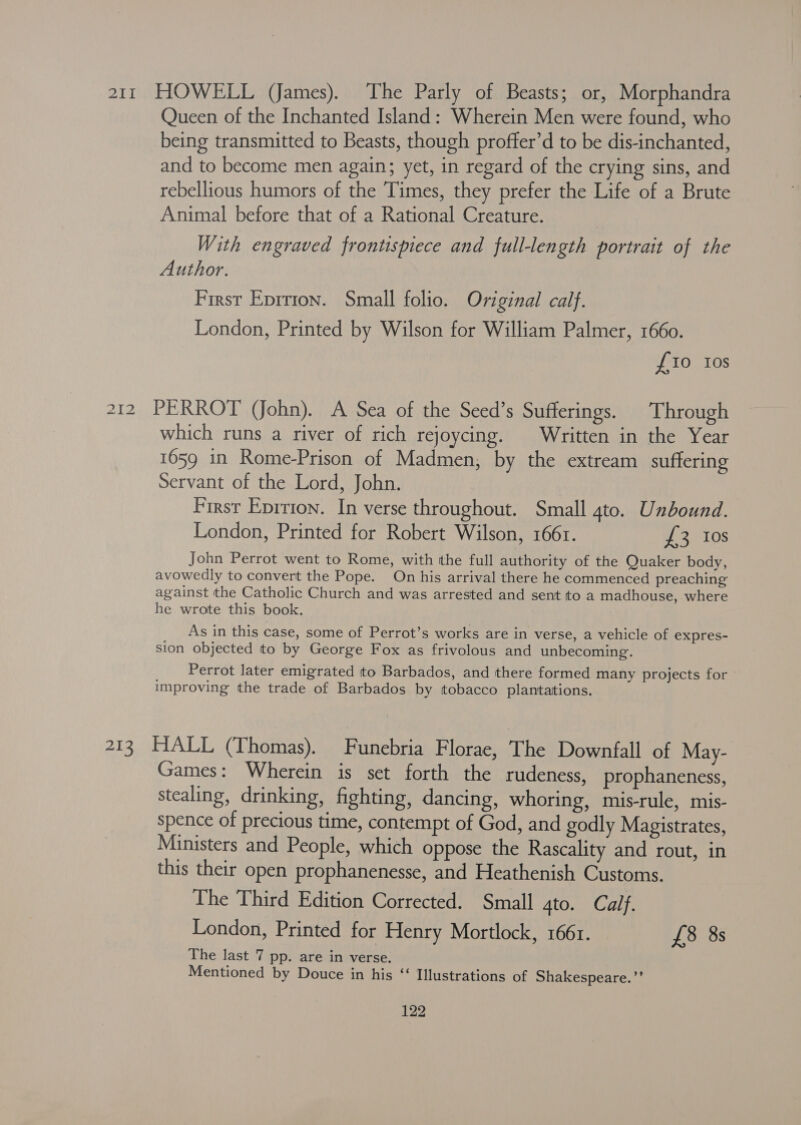 211 HOWELL (James). The Parly of Beasts; or, Morphandra
Queen of the Inchanted Island: Wherein Men were found, who
being transmitted to Beasts, though proffer’d to be dis-inchanted,
and to become men again; yet, in regard of the crying sins, and
rebellious humors of the Times, they prefer the Life of a Brute
Animal before that of a Rational Creature.
With engraved frontispiece and full-length portrait of the
Author.
First Edition. Small folio. Original calf.
London, Printed by Wilson for William Palmer, 1660.
£10 10s
212 PERROT (John). A Sea of the Seed’s Sufferings. Through
which runs a river of rich rejoycing. Written in the Year
1659 in Rome-Prison of Madmen, by the extream suffering
Servant of the Lord, John.
First Edition. In verse throughout. Small 4to. Unbound.
London, Printed for Robert Wilson, 1661. £3 10s
John Perrot went to Rome, with the full authority of the Quaker body,
avowedly to convert the Pope. On his arrival there he commenced preaching
against the Catholic Church and was arrested and sent to a madhouse, where
he wrote this book.
As in this case, some of Perrot’s works are in verse, a vehicle of expres-
sion objected to by George Fox as frivolous and unbecoming.
Perrot later emigrated to Barbados, and there formed many projects for
improving the trade of Barbados by tobacco plantations.
213 HALL (Thomas). Funebria Florae, The Downfall of May-
Games: Wherein is set forth the rudeness, prophaneness,
stealing, drinking, fighting, dancing, whoring, mis-rule, mis-
spence of precious time, contempt of God, and godly Magistrates,
Ministers and People, which oppose the Rascality and rout, in
this their open prophanenesse, and Heathenish Customs.
The Third Edition Corrected. Small 4to. Calf.
London, Printed for Henry Mortlock, 1661. £8 8s
The last 7 pp. are in verse.
Mentioned by Douce in his “ Illustrations of Shakespeare.”
122